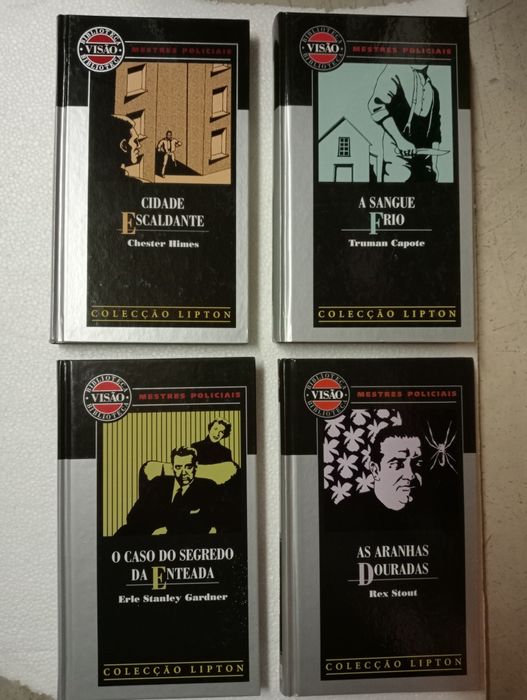 BIBLIOTECA
VISÃO
BIBLIOTECA
MESTRES POLICIAIS
CIDADE
ESCALDANTE
Chester Himes
COLECÇÃO LIPTON
BIBLIOTECA
VISÃO
BIBLIOTECA
MESTRES POLICIAIS
A SANGUE
FRIO
Truman Capote
COLECÇÃO LIPTON
BIBLIOTECA
VISÃO
BIBLIOTECA
MESTRES POLICIAIS
O CASO DO SEGREDO
DA ENTEADA
Erle Stanley Gardner
COLECÇÃO LIPTON
BIBLIOTECA
VISÃO
BIBLIOTECA
MESTRES POLICIAIS
AS ARANHAS
DOURADAS
Rex Stout
COLECÇÃO LIPTON